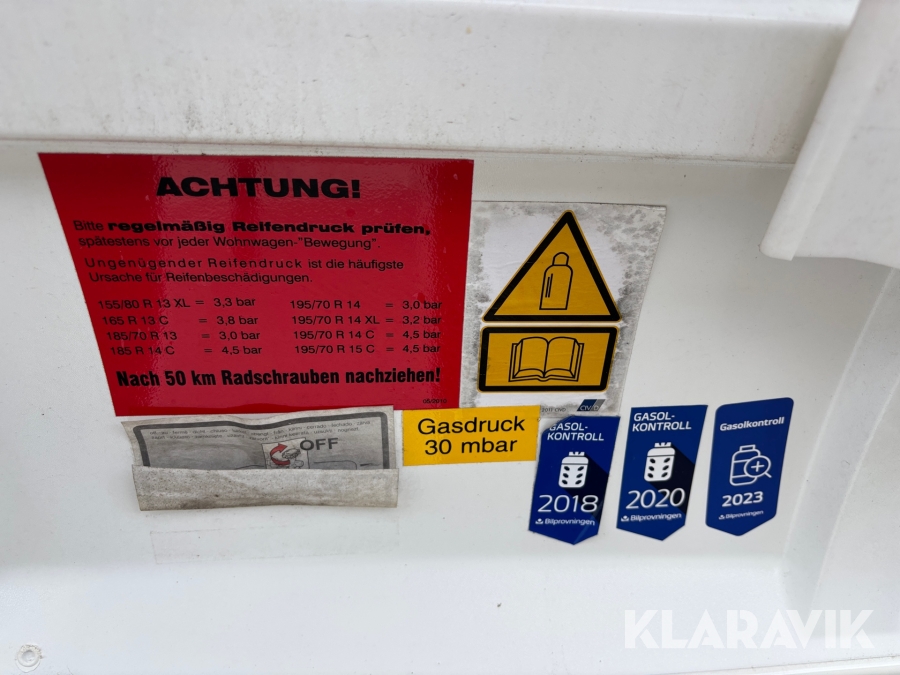 ACHTUNG!
Bitte regelmäßig Reifendruck prüfen,
spätestens vor jeder Wohnwagen-"Bewegung".
Ungenügender Reifendruck ist die häufigste
Ursache für Reifenbeschädigungen.
155/80 R 13 XL = 3,3 bar 195/70 R 14 = 3,0 bar
165 R 13 C = 3,8 bar 195/70 R 14 XL = 3,2 bar
185/70 R 13 = 3,0 bar 195/70 R 14 C = 4,5 bar
185 R 14 C = 4,5 bar 195/70 R 15 C = 4,5 bar
Nach 50 km Radschrauben nachziehen!
OFF
Gasdruck
30 mbar
GASOL-
KONTROLL
2018
Bilprovningen
GASOL-
KONTROLL
2020
Bilprovningen
Gasolkontroll
2023
Bilprovningen
KLARAVIK